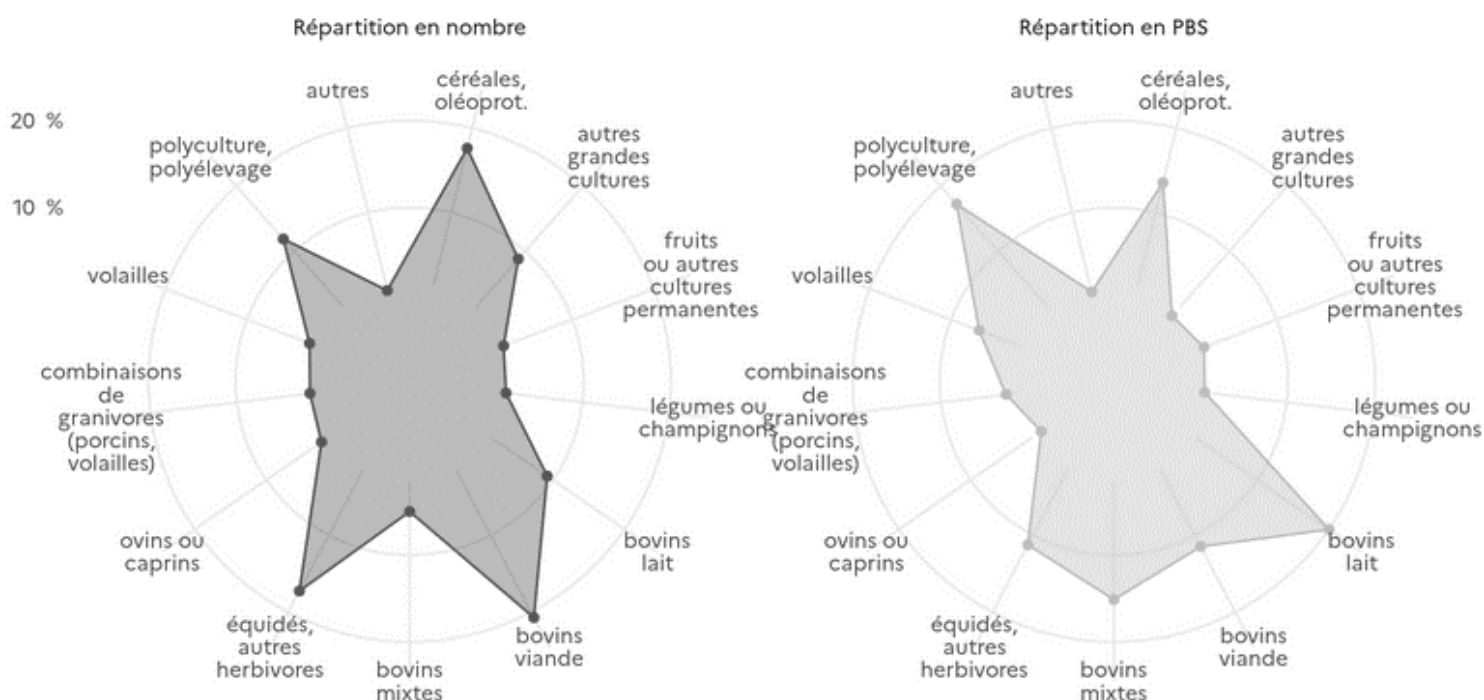 Répartition en nombre
20 %
10 %
autres
céréales,
oléoprot.
autres
grandes
cultures
fruits
ou autres
cultures
permanentes
légumes ou
champignons
bovins
lait
bovins
viande
bovins
mixtes
équidés,
autres
herbivores
ovins ou
caprins
combinaisons
de
granivores
(porcins,
volailles)
volailles
polyculture,
polyélevage
Répartition en PBS
autres
céréales,
oléoprot.
autres
grandes
cultures
fruits
ou autres
cultures
permanentes
légumes ou
champignons
bovins
lait
bovins
viande
bovins
mixtes
équidés,
autres
herbivores
ovins ou
caprins
combinaisons
de
granivores
(porcins,
volailles)
volailles
polyculture,
polyélevage